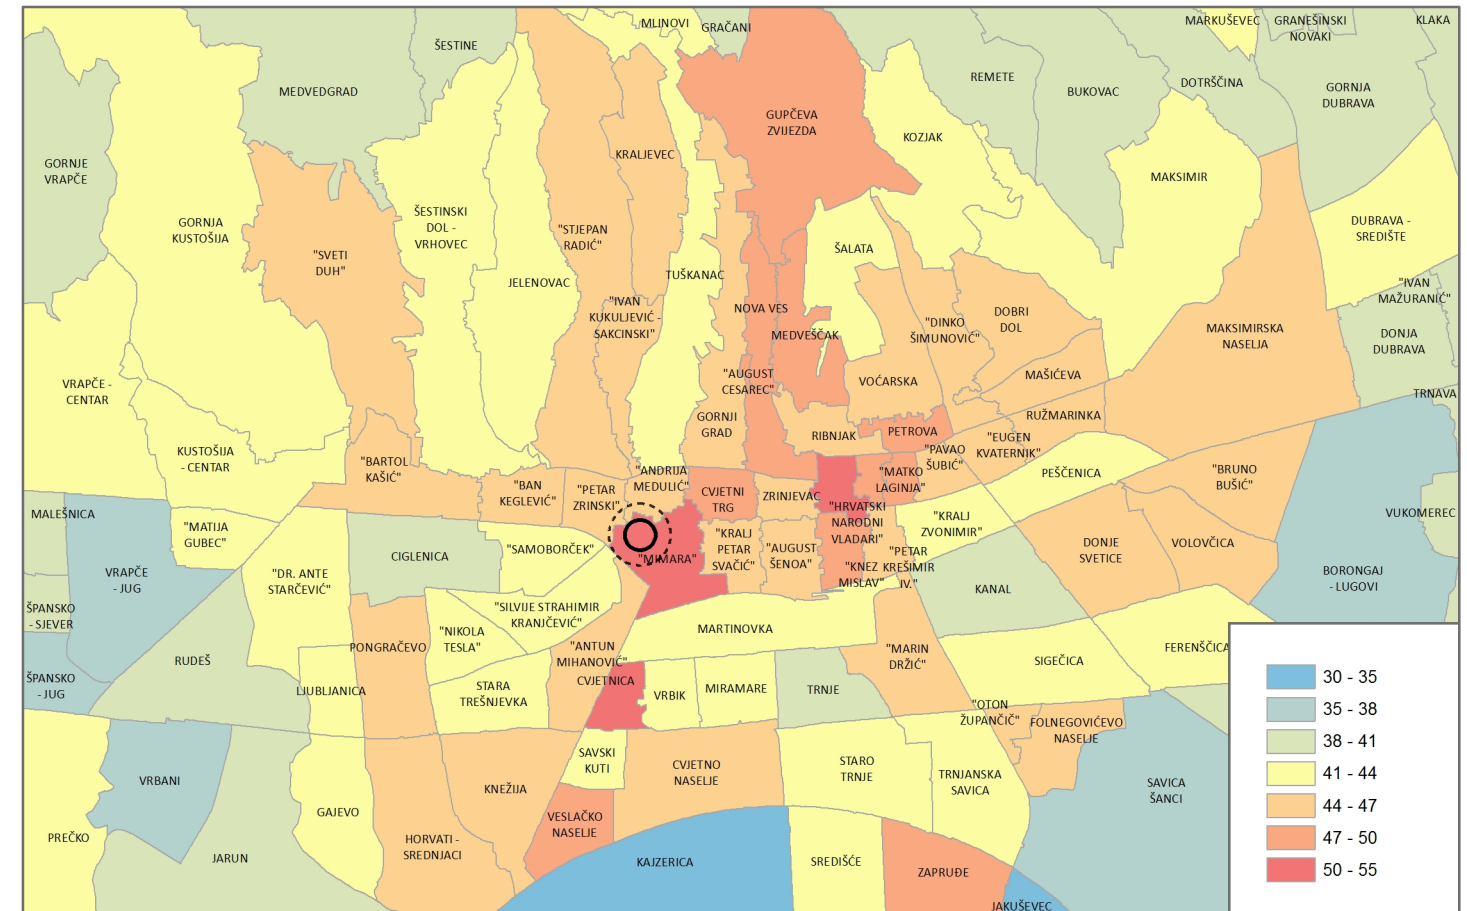 MLINOVI
GRAČANI
MARKUŠEVEC
GRANEŠINSKI
NOVAKI
KLAKA
ŠESTINE
MEDVEDGRAD
REMETE
BUKOVAC
DOTRŠČINA
GORNJA
DUBRAVA
GUPČEVA
ZVIJEZDA
KOZJAK
KRALJEVEC
GORNJE
VRAPČE
MAKSIMIR
GORNJA
KUSTOŠIJA
ŠESTINSKI
DOL -
VRHOVEC
"STJEPAN
RADIĆ"
DUBRAVA -
SREDIŠTE
"SVETI
DUH"
ŠALATA
JELENOVAC
TUŠKANAC
"IVAN
MAŽURANIĆ"
"IVAN
KUKULJEVIĆ -
SAKCINSKI"
NOVA VES
MEDVEŠČAK
"DINKO
ŠIMUNOVIĆ"
DOBRI
DOL
MAKSIMIRSKA
NASELJA
DONJA
DUBRAVA
VRAPČE -
CENTAR
"AUGUST
CESAREC"
VOĆARSKA
MAŠIĆEVA
TRNAVA
GORNJI
GRAD
RIBNJAK
PETROVA
RUŽMARINKA
"EUGEN
KVATERNIK"
KUSTOŠIJA
- CENTAR
"BARTOL
KAŠIĆ"
"PAVAO
ŠUBIĆ"
PEŠČENICA
"BRUNO
BUŠIĆ"
"ANDRIJA
MEDULIĆ"
"MATKO
LAGINJA"
"BAN
KEGLEVIĆ"
"PETAR
ZRINSKI"
CVJETNI
TRG
ZRINJEVAC
"HRVATSKI
NARODNI
VLADARI"
MALEŠNICA
"MATIJA
GUBEC"
"KRALJ
ZVONIMIR"
VUKOMEREC
CIGLENICA
"SAMOBORČEK"
"MIMARA"
"KRALJ
PETAR
SVAČIĆ"
"AUGUST
ŠENOA"
"KNEZ
MISLAV"
"PETAR
KREŠIMIR
IV."
DONJE
SVETICE
VOLOVČICA
VRAPČE
- JUG
"DR. ANTE
STARČEVIĆ"
KANAL
BORONGAJ
- LUGOVI
ŠPANSKO
- SJEVER
"SILVIJE STRAHIMIR
KRANJČEVIĆ"
"NIKOLA
TESLA"
MARTINOVKA
PONGRAČEVO
"ANTUN
MIHANOVIĆ"
"MARIN
DRŽIĆ"
SIGEČICA
FERENŠČICA
RUDEŠ
ŠPANSKO
- JUG
LJUBLJANICA
STARA
TREŠNJEVKA
CVJETNICA
VRBIK
MIRAMARE
TRNJE
"OTON
ŽUPANČIČ"
FOLNEGOVIĆEVO
NASELJE
SAVSKI
KUTI
CVJETNO
NASELJE
STARO
TRNJE
TRNJANSKA
SAVICA
SAVICA
ŠANCI
VRBANI
KNEŽIJA
GAJEVO
VESLAČKO
NASELJE
PREČKO
JARUN
HORVATI -
SREDNJACI
KAJZERICA
SREDIŠĆE
ZAPRUĐE
JAKUŠEVEC
30 - 35
35 - 38
38 - 41
41 - 44
44 - 47
47 - 50
50 - 55